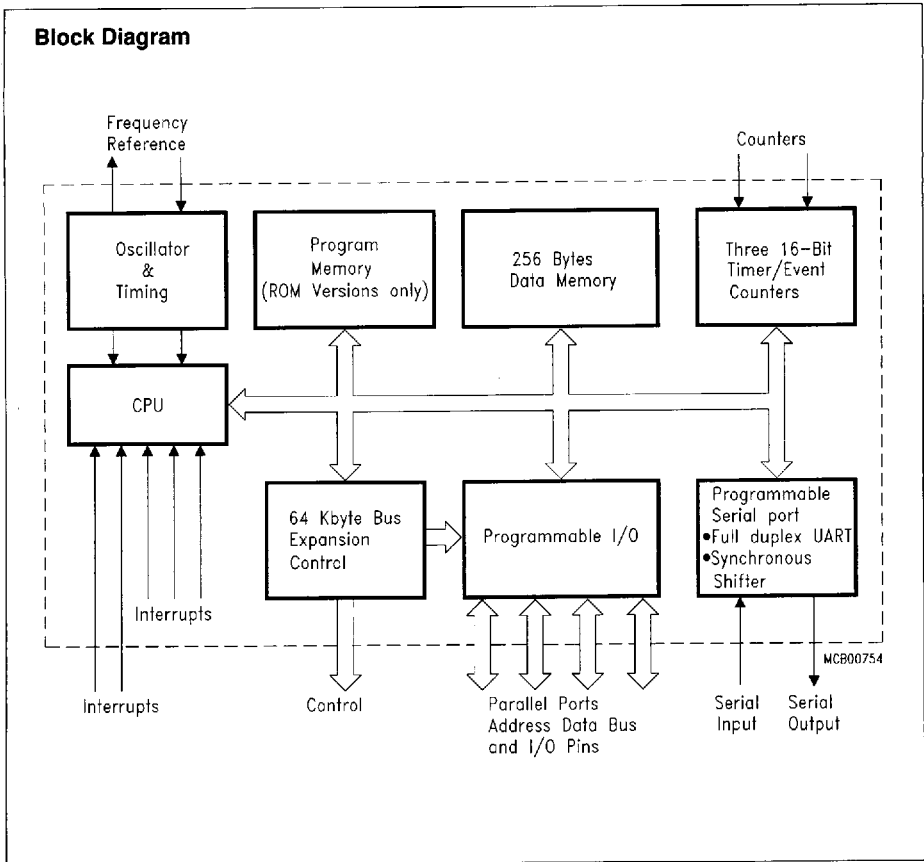 Block Diagram
Frequency
Reference
Counters
Oscillator
&
Timing
Program
Memory
(ROM Versions only)
256 Bytes
Data Memory
Three 16-Bit
Timer/Event
Counters
CPU
64 Kbyte Bus
Expansion
Control
Programmable I/O
Programmable
Serial port
•Full duplex UART
•Synchronous
Shifter
Interrupts
MCB00754
Interrupts
Control
Parallel Ports
Address Data Bus
and I/O Pins
Serial
Input
Serial
Output